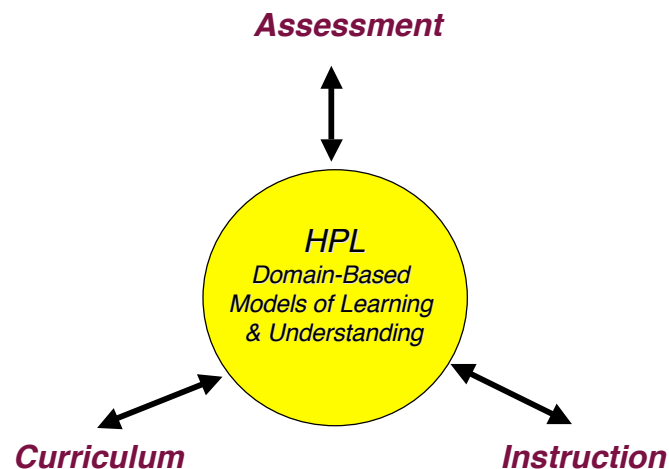 Assessment
HPL
Domain-Based
Models of Learning
& Understanding
Curriculum
Instruction